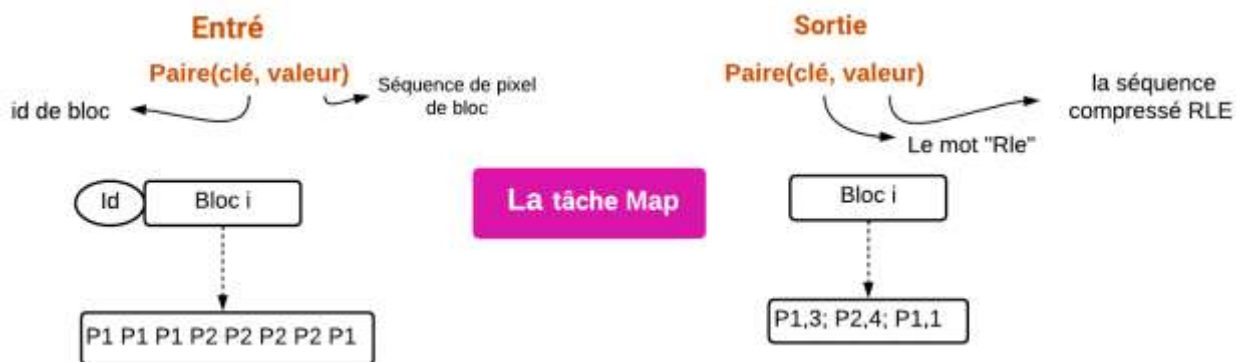 Entré
Paire(clé, valeur)
id de bloc
Séquence de pixel
de bloc
Id
Bloc i
P1 P1 P1 P2 P2 P2 P2 P1
La tâche Map
Sortie
Paire(clé, valeur)
la séquence
compressé RLE
Le mot "Rle"
Bloc i
P1,3; P2,4; P1,1